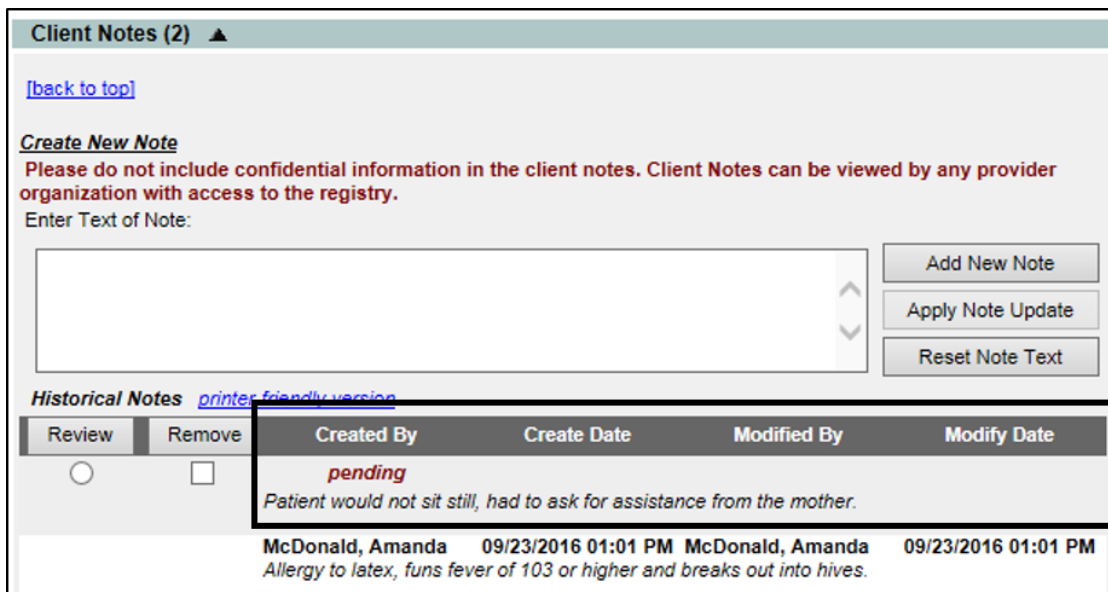 Client Notes (2)
[back to top]
Create New Note
Please do not include confidential information in the client notes. Client Notes can be viewed by any provider
organization with access to the registry.
Enter Text of Note:
Add New Note
Apply Note Update
Reset Note Text
Historical Notes printer friendly version
Review Remove Created By Create Date Modified By Modify Date
pending
Patient would not sit still, had to ask for assistance from the mother.
McDonald, Amanda 09/23/2016 01:01 PM McDonald, Amanda 09/23/2016 01:01 PM
Allergy to latex, funs fever of 103 or higher and breaks out into hives.